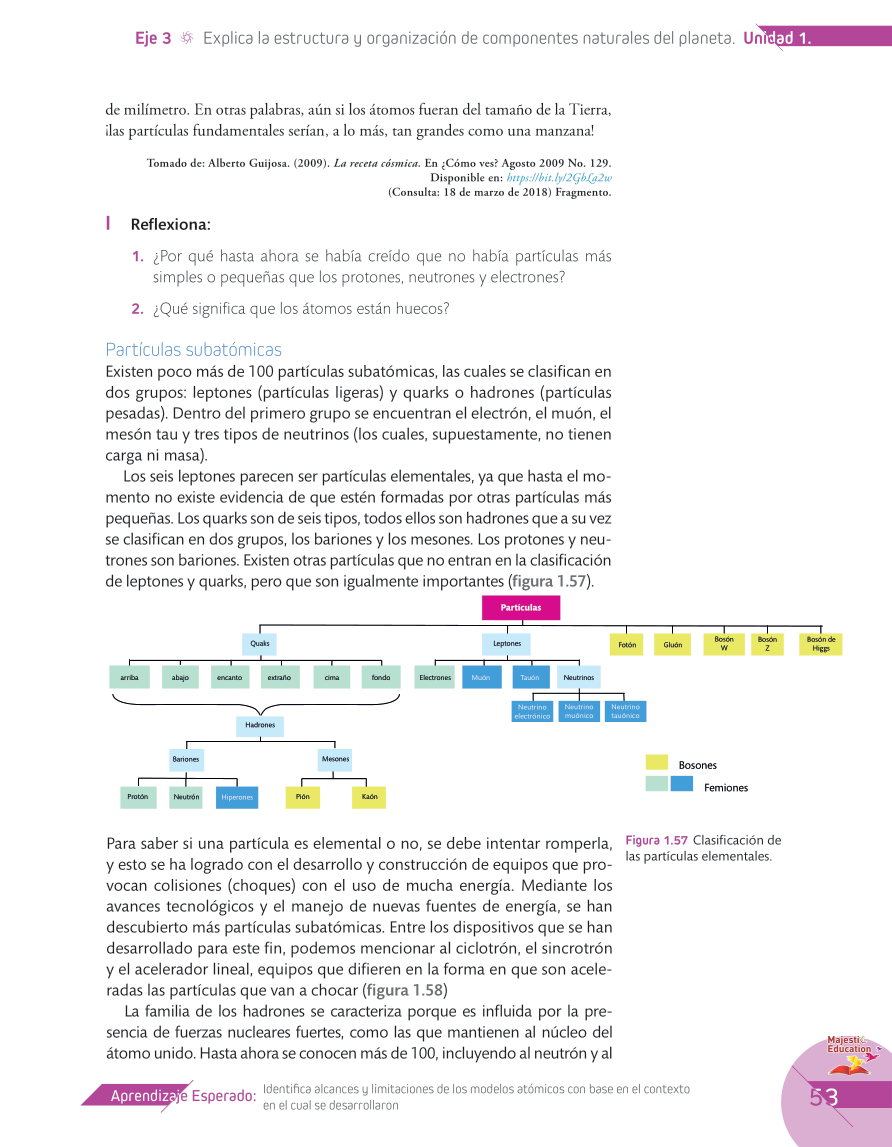 Eje 3 Explica la estructura y organización de componentes naturales del planeta. Unidad 1.
de milímetro. En otras palabras, aún si los átomos fueran del tamaño de la Tierra,
¡las partículas fundamentales serían, a lo más, tan grandes como una manzana!
Tomado de: Alberto Guijosa. (2009). La receta cósmica. En ¿Cómo ves? Agosto 2009 No. 129.
Disponible en: https://bit.ly/2GhLa2w
(Consulta: 18 de marzo de 2018) Fragmento.
I Reflexiona:
1. ¿Por qué hasta ahora se había creído que no había partículas más
simples o pequeñas que los protones, neutrones y electrones?
2. ¿Qué significa que los átomos están huecos?
Partículas subatómicas
Existen poco más de 100 partículas subatómicas, las cuales se clasifican en
dos grupos: leptones (partículas ligeras) y quarks o hadrones (partículas
pesadas). Dentro del primero grupo se encuentran el electrón, el muón, el
mesón tau y tres tipos de neutrinos (los cuales, supuestamente, no tienen
carga ni masa).
Los seis leptones parecen ser partículas elementales, ya que hasta el mo-
mento no existe evidencia de que estén formadas por otras partículas más
pequeñas. Los quarks son de seis tipos, todos ellos son hadrones que a su vez
se clasifican en dos grupos, los bariones y los mesones. Los protones y neu-
trones son bariones. Existen otras partículas que no entran en la clasificación
de leptones y quarks, pero que son igualmente importantes (figura 1.57).
Partículas
Quaks
Leptones
Fotón
Gluón
Bosón
W
Bosón
Z
Bosón de
Higgs
arriba
abajo
encanto
extraño
cima
fondo
Electrones
Muón
Tauón
Neutrinos
Neutrino
electrónico
Neutrino
muónico
Neutrino
tauónico
Hadrones
Bariones
Mesones
Protón
Neutrón
Hiperones
Pión
Kaón
Bosones
Femiones
Figura 1.57 Clasificación de
las partículas elementales.
Para saber si una partícula es elemental o no, se debe intentar romperla,
y esto se ha logrado con el desarrollo y construcción de equipos que pro-
vocan colisiones (choques) con el uso de mucha energía. Mediante los
avances tecnológicos y el manejo de nuevas fuentes de energía, se han
descubierto más partículas subatómicas. Entre los dispositivos que se han
desarrollado para este fin, podemos mencionar al ciclotrón, el sincrotrón
y el acelerador lineal, equipos que difieren en la forma en que son acele-
radas las partículas que van a chocar (figura 1.58)
La familia de los hadrones se caracteriza porque es influida por la pre-
sencia de fuerzas nucleares fuertes, como las que mantienen al núcleo del
átomo unido. Hasta ahora se conocen más de 100, incluyendo al neutrón y al
Majestic
Education
Aprendizaje Esperado:
Identifica alcances y limitaciones de los modelos atómicos con base en el contexto
en el cual se desarrollaron
53